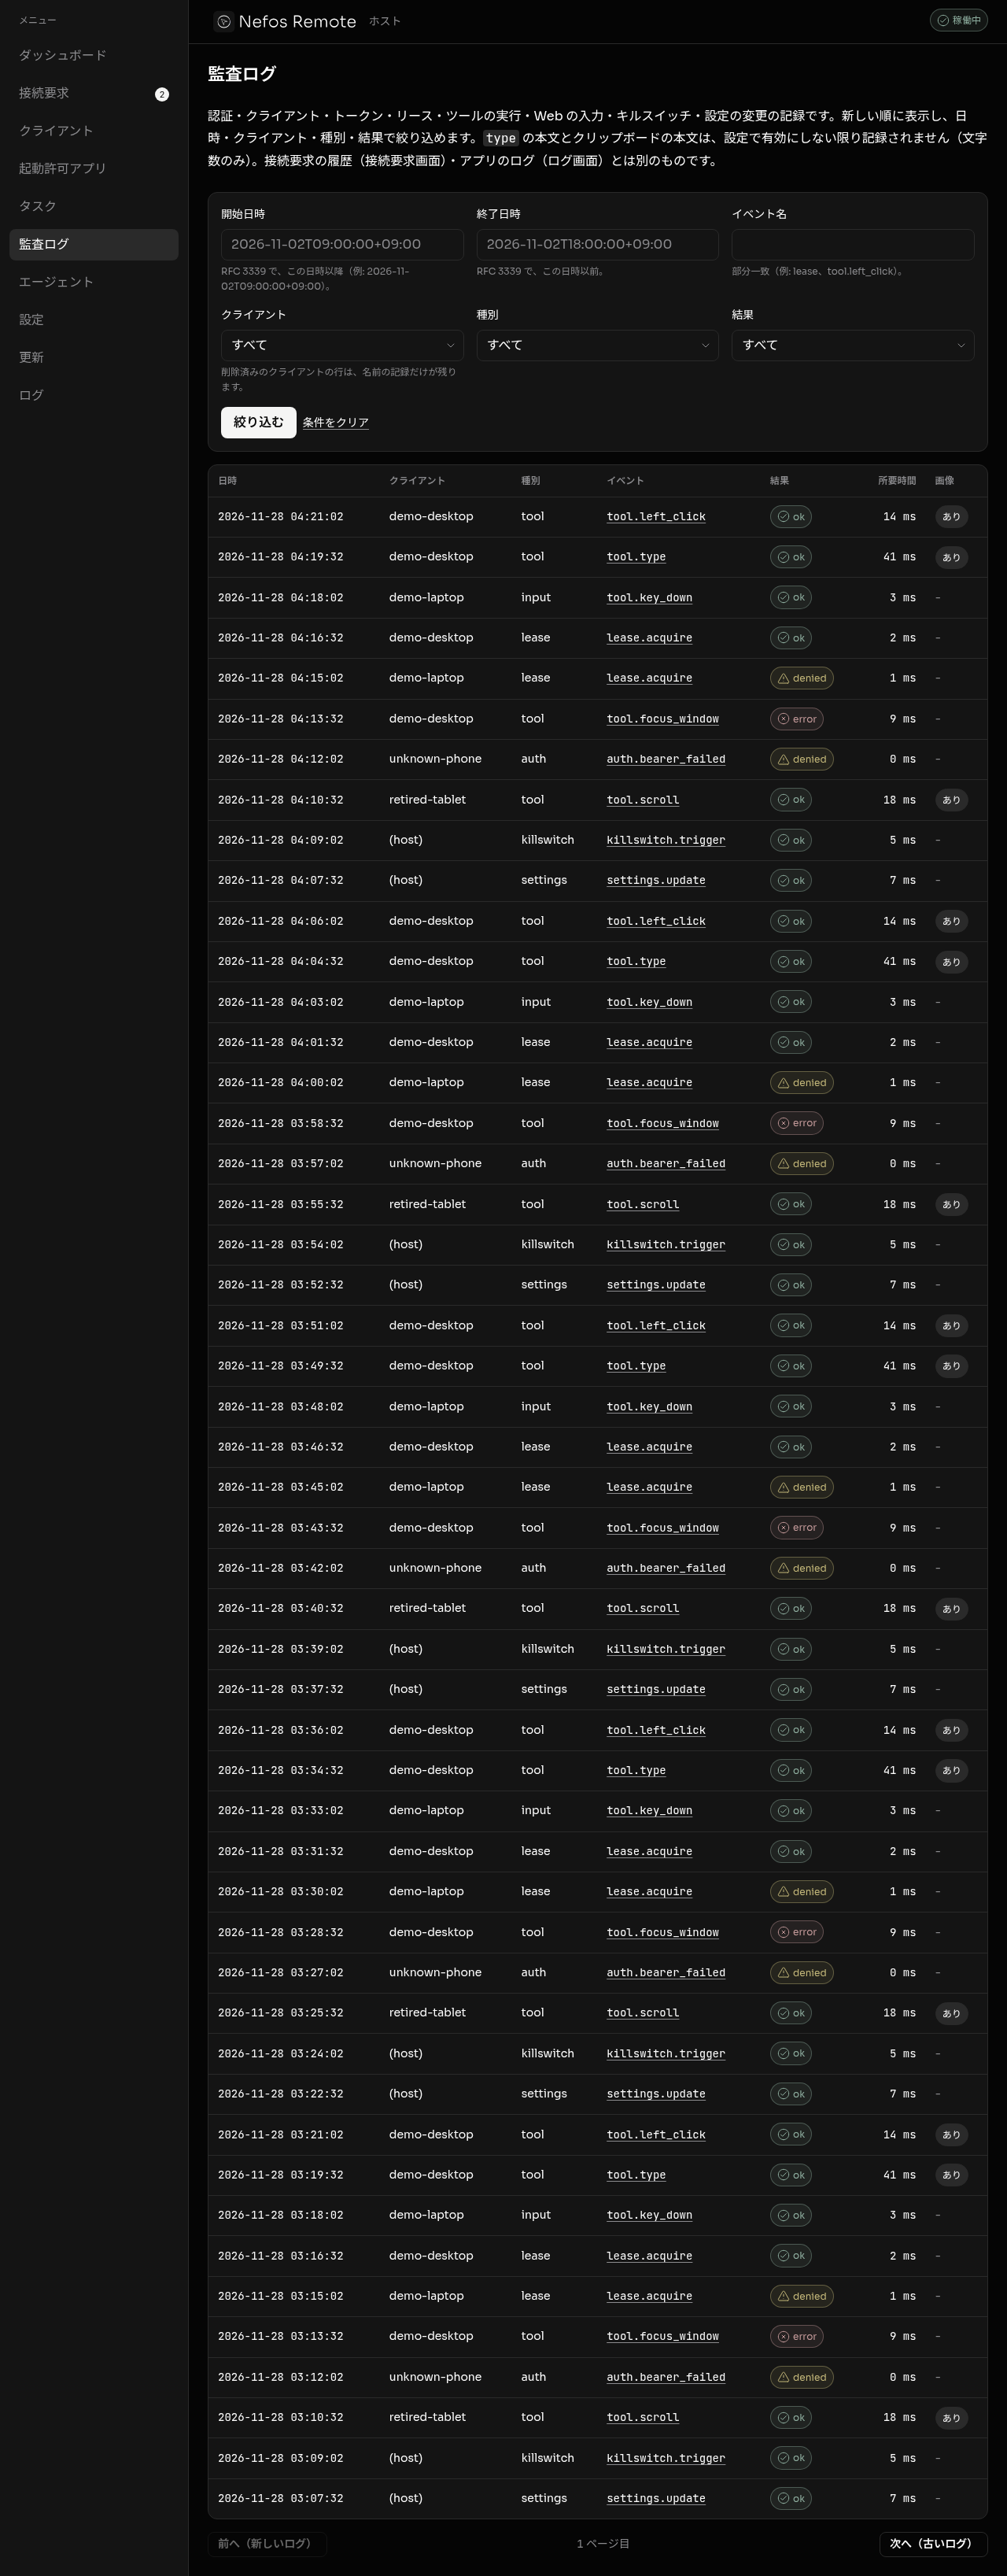 メニュー
ダッシュボード
接続要求 2
クライアント
起動許可アプリ
タスク
監査ログ
エージェント
設定
更新
ログ
Nefos Remote ホスト
稼働中
監査ログ
認証・クライアント・トークン・リース・ツールの実行・Web の入力・キルスイッチ・設定の変更の記録です。新しい順に表示し、日
時・クライアント・種別・結果で絞り込めます。type の本文とクリップボードの本文は、設定で有効にしない限り記録されません（文字
数のみ）。接続要求の履歴（接続要求画面）・アプリのログ（ログ画面）とは別のものです。
開始日時 終了日時 イベント名
2026-11-02T09:00:00+09:00 2026-11-02T18:00:00+09:00
RFC 3339 で、この日時以降（例: 2026-11-
02T09:00:00+09:00）。
RFC 3339 で、この日時以前。
部分一致（例: lease、tool.left_click）。
クライアント 種別 結果
すべて すべて すべて
削除済みのクライアントの行は、名前の記録だけが残り
ます。
絞り込む 条件をクリア
日時 クライアント 種別 イベント 結果 所要時間 画像
2026-11-28 04:21:02 demo-desktop tool tool.left_click ok 14 ms あり
2026-11-28 04:19:32 demo-desktop tool tool.type ok 41 ms あり
2026-11-28 04:18:02 demo-laptop input tool.key_down ok 3 ms -
2026-11-28 04:16:32 demo-desktop lease lease.acquire ok 2 ms -
2026-11-28 04:15:02 demo-laptop lease lease.acquire denied 1 ms -
2026-11-28 04:13:32 demo-desktop tool tool.focus_window error 9 ms -
2026-11-28 04:12:02 unknown-phone auth auth.bearer_failed denied 0 ms -
2026-11-28 04:10:32 retired-tablet tool tool.scroll ok 18 ms あり
2026-11-28 04:09:02 (host) killswitch killswitch.trigger ok 5 ms -
2026-11-28 04:07:32 (host) settings settings.update ok 7 ms -
2026-11-28 04:06:02 demo-desktop tool tool.left_click ok 14 ms あり
2026-11-28 04:04:32 demo-desktop tool tool.type ok 41 ms あり
2026-11-28 04:03:02 demo-laptop input tool.key_down ok 3 ms -
2026-11-28 04:01:32 demo-desktop lease lease.acquire ok 2 ms -
2026-11-28 04:00:02 demo-laptop lease lease.acquire denied 1 ms -
2026-11-28 03:58:32 demo-desktop tool tool.focus_window error 9 ms -
2026-11-28 03:57:02 unknown-phone auth auth.bearer_failed denied 0 ms -
2026-11-28 03:55:32 retired-tablet tool tool.scroll ok 18 ms あり
2026-11-28 03:54:02 (host) killswitch killswitch.trigger ok 5 ms -
2026-11-28 03:52:32 (host) settings settings.update ok 7 ms -
2026-11-28 03:51:02 demo-desktop tool tool.left_click ok 14 ms あり
2026-11-28 03:49:32 demo-desktop tool tool.type ok 41 ms あり
2026-11-28 03:48:02 demo-laptop input tool.key_down ok 3 ms -
2026-11-28 03:46:32 demo-desktop lease lease.acquire ok 2 ms -
2026-11-28 03:45:02 demo-laptop lease lease.acquire denied 1 ms -
2026-11-28 03:43:32 demo-desktop tool tool.focus_window error 9 ms -
2026-11-28 03:42:02 unknown-phone auth auth.bearer_failed denied 0 ms -
2026-11-28 03:40:32 retired-tablet tool tool.scroll ok 18 ms あり
2026-11-28 03:39:02 (host) killswitch killswitch.trigger ok 5 ms -
2026-11-28 03:37:32 (host) settings settings.update ok 7 ms -
2026-11-28 03:36:02 demo-desktop tool tool.left_click ok 14 ms あり
2026-11-28 03:34:32 demo-desktop tool tool.type ok 41 ms あり
2026-11-28 03:33:02 demo-laptop input tool.key_down ok 3 ms -
2026-11-28 03:31:32 demo-desktop lease lease.acquire ok 2 ms -
2026-11-28 03:30:02 demo-laptop lease lease.acquire denied 1 ms -
2026-11-28 03:28:32 demo-desktop tool tool.focus_window error 9 ms -
2026-11-28 03:27:02 unknown-phone auth auth.bearer_failed denied 0 ms -
2026-11-28 03:25:32 retired-tablet tool tool.scroll ok 18 ms あり
2026-11-28 03:24:02 (host) killswitch killswitch.trigger ok 5 ms -
2026-11-28 03:22:32 (host) settings settings.update ok 7 ms -
2026-11-28 03:21:02 demo-desktop tool tool.left_click ok 14 ms あり
2026-11-28 03:19:32 demo-desktop tool tool.type ok 41 ms あり
2026-11-28 03:18:02 demo-laptop input tool.key_down ok 3 ms -
2026-11-28 03:16:32 demo-desktop lease lease.acquire ok 2 ms -
2026-11-28 03:15:02 demo-laptop lease lease.acquire denied 1 ms -
2026-11-28 03:13:32 demo-desktop tool tool.focus_window error 9 ms -
2026-11-28 03:12:02 unknown-phone auth auth.bearer_failed denied 0 ms -
2026-11-28 03:10:32 retired-tablet tool tool.scroll ok 18 ms あり
2026-11-28 03:09:02 (host) killswitch killswitch.trigger ok 5 ms -
2026-11-28 03:07:32 (host) settings settings.update ok 7 ms -
前へ（新しいログ） 1 ページ目 次へ（古いログ）